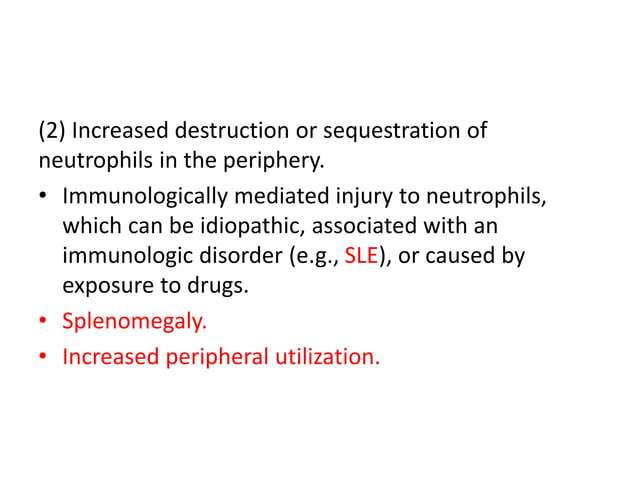 (2) Increased destruction or sequestration of
neutrophils in the periphery.
• Immunologically mediated injury to neutrophils,
which can be idiopathic, associated with an
immunologic disorder (e.g., SLE), or caused by
exposure to drugs.
• Splenomegaly.
• Increased peripheral utilization.